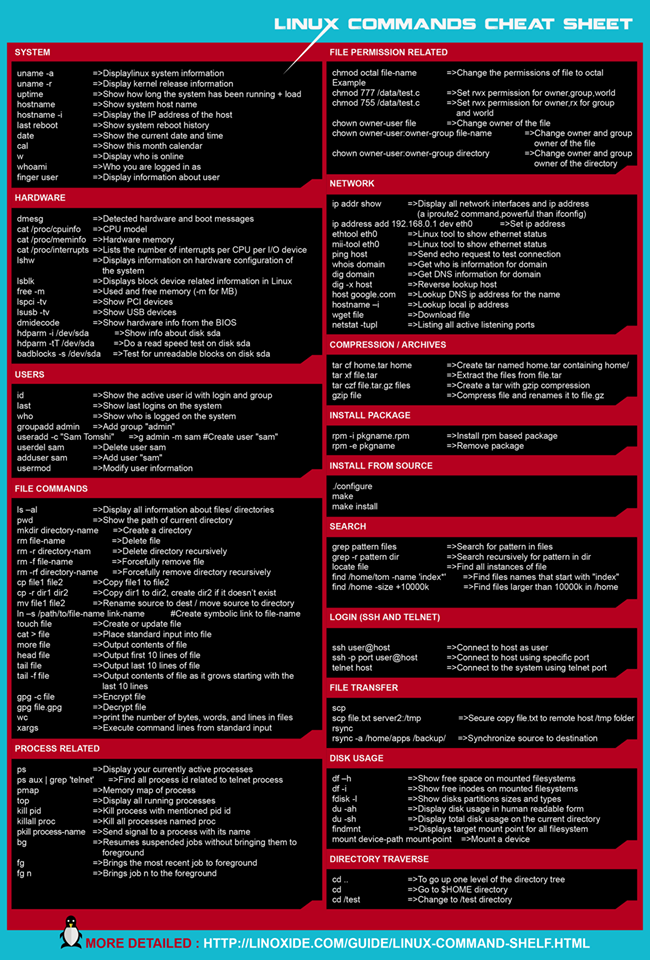 LINUX COMMANDS CHEAT SHEET
SYSTEM
uname -a =>Displaylinux system information
uname -r =>Display kernel release information
uptime =>Show how long the system has been running + load
hostname =>Show system host name
hostname -i =>Display the IP address of the host
last reboot =>Show system reboot history
date =>Show the current date and time
cal =>Show this month calendar
w =>Display who is online
whoami =>Who you are logged in as
finger user =>Display information about user
HARDWARE
dmesg =>Detected hardware and boot messages
cat /proc/cpuinfo =>CPU model
cat /proc/meminfo =>Hardware memory
cat /proc/interrupts =>Lists the number of interrupts per CPU per I/O device
lshw =>Displays information on hardware configuration of
the system
lsblk =>Displays block device related information in Linux
free -m =>Used and free memory (-m for MB)
lspci -tv =>Show PCI devices
lsusb -tv =>Show USB devices
dmidecode =>Show hardware info from the BIOS
hdparm -i /dev/sda =>Show info about disk sda
hdparm -tT /dev/sda =>Do a read speed test on disk sda
badblocks -s /dev/sda =>Test for unreadable blocks on disk sda
USERS
id =>Show the active user id with login and group
last =>Show last logins on the system
who =>Show who is logged on the system
groupadd admin =>Add group "admin"
useradd -c "Sam Tomshi" =>g admin -m sam #Create user "sam"
userdel sam =>Delete user sam
adduser sam =>Add user "sam"
usermod =>Modify user information
FILE COMMANDS
ls –al =>Display all information about files/ directories
pwd =>Show the path of current directory
mkdir directory-name =>Create a directory
rm file-name =>Delete file
rm -r directory-nam =>Delete directory recursively
rm -f file-name =>Forcefully remove file
rm -rf directory-name =>Forcefully remove directory recursively
cp file1 file2 =>Copy file1 to file2
cp -r dir1 dir2 =>Copy dir1 to dir2, create dir2 if it doesn't exist
mv file1 file2 =>Rename source to dest / move source to directory
ln –s /path/to/file-name link-name #Create symbolic link to file-name
touch file =>Create or update file
cat > file =>Place standard input into file
more file =>Output contents of file
head file =>Output first 10 lines of file
tail file =>Output last 10 lines of file
tail -f file =>Output contents of file as it grows starting with the
last 10 lines
gpg -c file =>Encrypt file
gpg file.gpg =>Decrypt file
wc =>print the number of bytes, words, and lines in files
xargs =>Execute command lines from standard input
PROCESS RELATED
ps =>Display your currently active processes
ps aux | grep 'telnet' =>Find all process id related to telnet process
pmap =>Memory map of process
top =>Display all running processes
kill pid =>Kill process with mentioned pid id
killall proc =>Kill all processes named proc
pkill process-name =>Send signal to a process with its name
bg =>Resumes suspended jobs without bringing them to
foreground
fg =>Brings the most recent job to foreground
fg n =>Brings job n to the foreground
FILE PERMISSION RELATED
chmod octal file-name =>Change the permissions of file to octal
Example
chmod 777 /data/test.c =>Set rwx permission for owner,group,world
chmod 755 /data/test.c =>Set rwx permission for owner,rx for group
and world
chown owner-user file =>Change owner of the file
chown owner-user:owner-group file-name =>Change owner and group
owner of the file
chown owner-user:owner-group directory =>Change owner and group
owner of the directory
NETWORK
ip addr show =>Display all network interfaces and ip address
(a iproute2 command,powerful than ifconfig)
ip address add 192.168.0.1 dev eth0 =>Set ip address
ethtool eth0 =>Linux tool to show ethernet status
mii-tool eth0 =>Linux tool to show ethernet status
ping host =>Send echo request to test connection
whois domain =>Get who is information for domain
dig domain =>Get DNS information for domain
dig -x host =>Reverse lookup host
host google.com =>Lookup DNS ip address for the name
hostname –i =>Lookup local ip address
wget file =>Download file
netstat -tupl =>Listing all active listening ports
COMPRESSION / ARCHIVES
tar cf home.tar home =>Create tar named home.tar containing home/
tar xf file.tar =>Extract the files from file.tar
tar czf file.tar.gz files =>Create a tar with gzip compression
gzip file =>Compress file and renames it to file.gz
INSTALL PACKAGE
rpm -i pkgname.rpm =>Install rpm based package
rpm -e pkgname =>Remove package
INSTALL FROM SOURCE
./configure
make
make install
SEARCH
grep pattern files =>Search for pattern in files
grep -r pattern dir =>Search recursively for pattern in dir
locate file =>Find all instances of file
find /home/tom -name 'index*' =>Find files names that start with "index"
find /home -size +10000k =>Find files larger than 10000k in /home
LOGIN (SSH AND TELNET)
ssh user@host =>Connect to host as user
ssh -p port user@host =>Connect to host using specific port
telnet host =>Connect to the system using telnet port
FILE TRANSFER
scp
scp file.txt server2:/tmp =>Secure copy file.txt to remote host /tmp folder
rsync
rsync -a /home/apps /backup/ =>Synchronize source to destination
DISK USAGE
df –h =>Show free space on mounted filesystems
df -i =>Show free inodes on mounted filesystems
fdisk -l =>Show disks partitions sizes and types
du -ah =>Display disk usage in human readable form
du -sh =>Display total disk usage on the current directory
findmnt =>Displays target mount point for all filesystem
mount device-path mount-point =>Mount a device
DIRECTORY TRAVERSE
cd .. =>To go up one level of the directory tree
cd =>Go to $HOME directory
cd /test =>Change to /test directory
MORE DETAILED : HTTP://LINOXIDE.COM/GUIDE/LINUX-COMMAND-SHELF.HTML